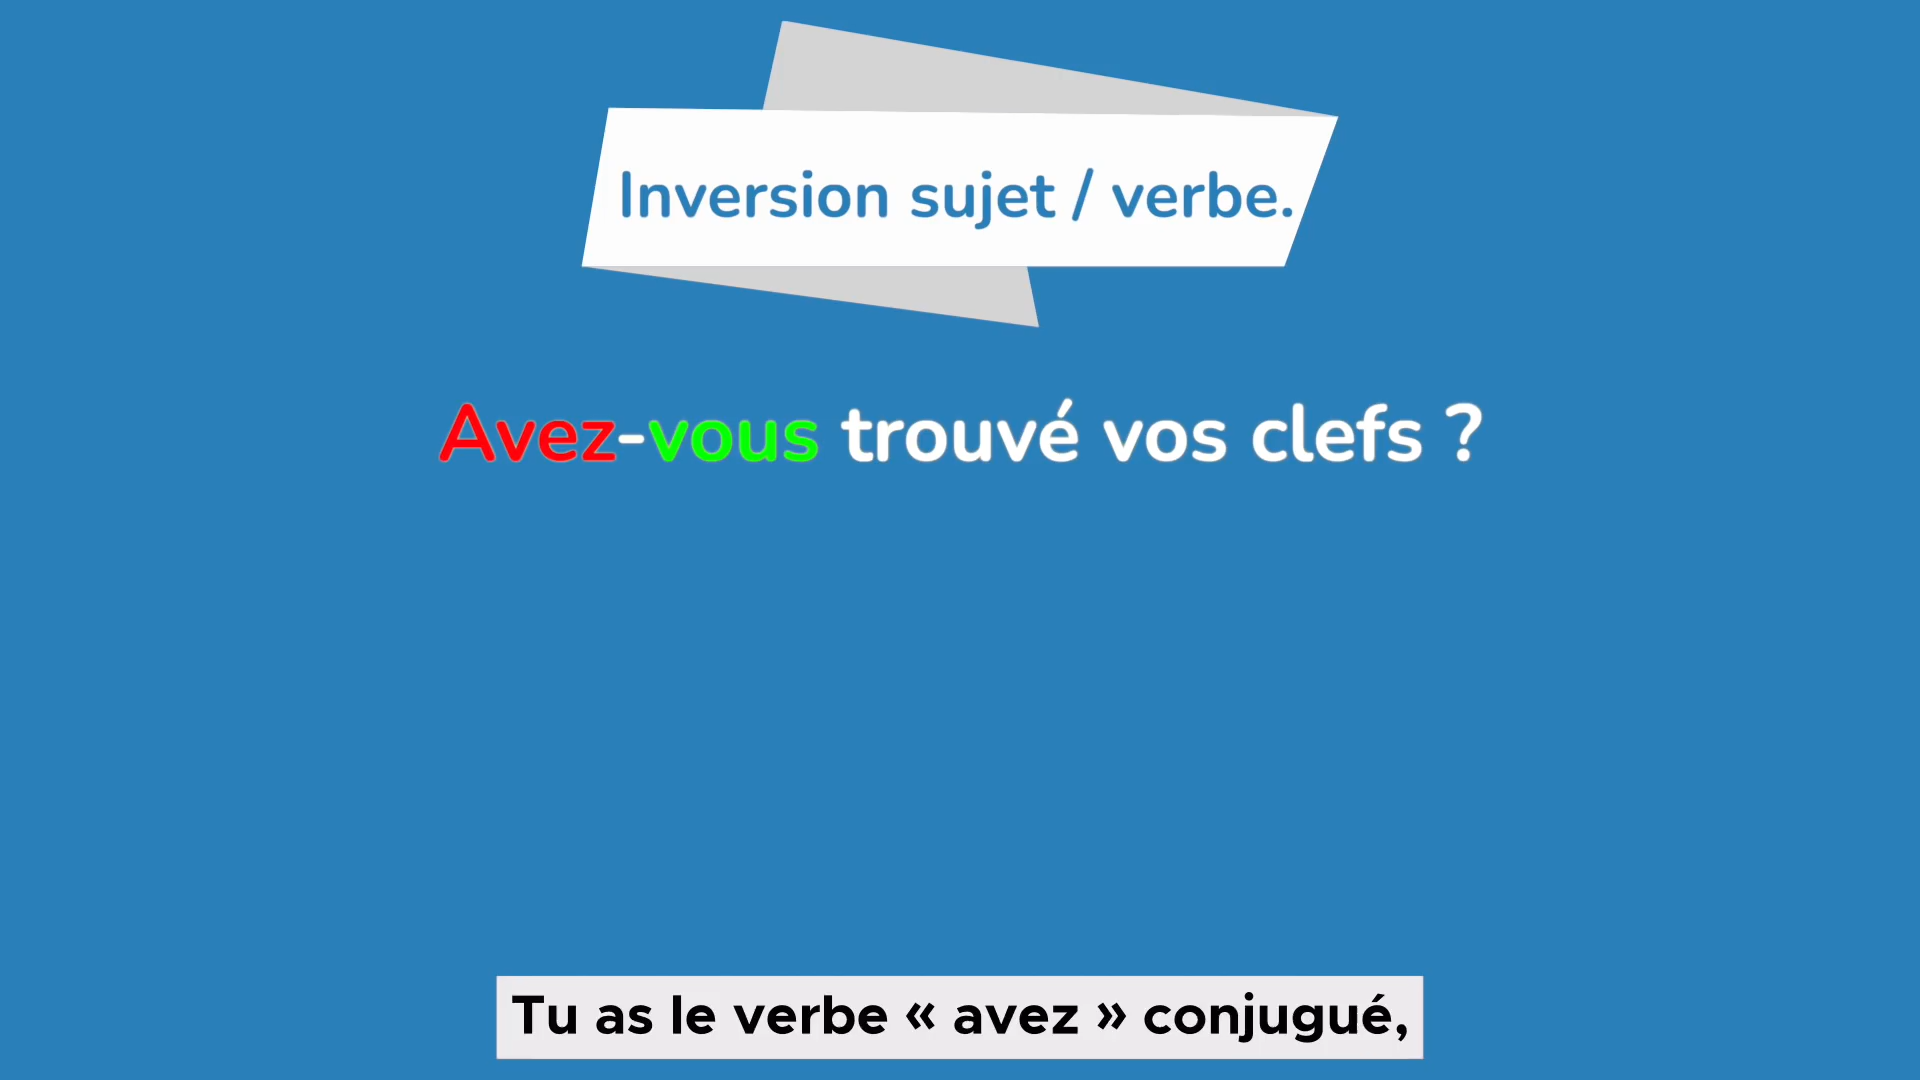 Inversion sujet / verbe.
Avez-vous trouvé vos clefs ?
Tu as le verbe « avez » conjugué,